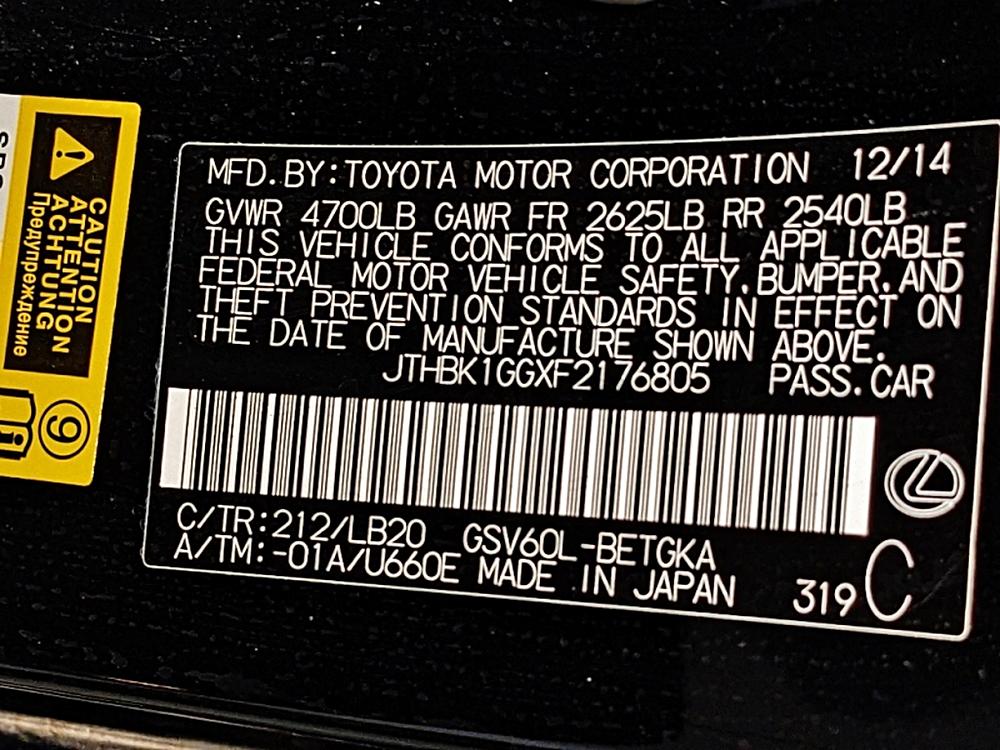 CAUTION
ATTENTION
ACHTUNG
Предупреждение
9
MFD.BY:TOYOTA MOTOR CORPORATION 12/14
GVWR 4700LB GAWR FR 2625LB RR 2540LB
THIS VEHICLE CONFORMS TO ALL APPLICABLE
FEDERAL MOTOR VEHICLE SAFETY,BUMPER,AND
THEFT PREVENTION STANDARDS IN EFFECT ON
THE DATE OF MANUFACTURE SHOWN ABOVE.
JTHBK1GGXF2176805 PASS.CAR
C/TR:212/LB20 GSV60L-BETGKA
A/TM:-01A/U660E MADE IN JAPAN 319 C